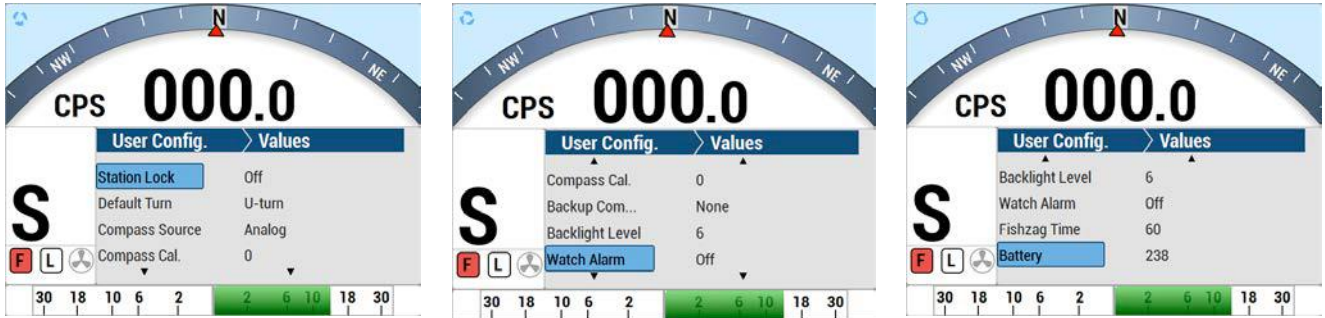 N
NW
NE
CPS 000.0
User Config. Values
Station Lock Off
Default Turn U-turn
Compass Source Analog
Compass Cal. 0
S
F L
30 18 10 6 2 2 6 10 18 30
N
NW
NE
CPS 000.0
User Config. Values
Compass Cal. 0
Backup Com... None
Backlight Level 6
Watch Alarm Off
S
F L
30 18 10 6 2 2 6 10 18 30
N
NW
NE
CPS 000.0
User Config. Values
Backlight Level 6
Watch Alarm Off
Fishzag Time 60
Battery 238
S
F L
30 18 10 6 2 2 6 10 18 30